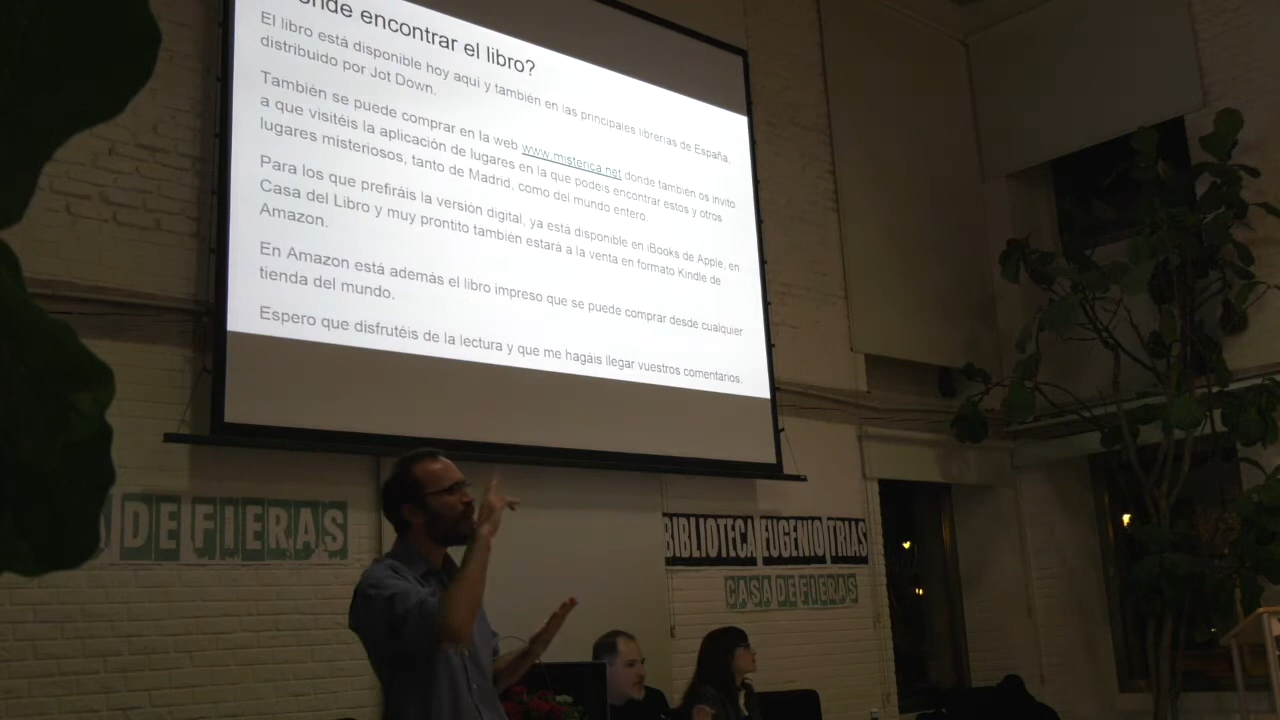 onde encontrar el libro?
El libro está disponible hoy aquí y también en las principales librerías de España,
distribuido por Jot Down.
También se puede comprar en la web www.misterica.net donde también os invito
a que visitéis la aplicación de lugares en la que podéis encontrar estos y otros
lugares misteriosos, tanto de Madrid, como del mundo entero.
Para los que prefiráis la versión digital, ya está disponible en iBooks de Apple, en
Casa del Libro y muy prontito también estará a la venta en formato Kindle de
Amazon.
En Amazon está además el libro impreso que se puede comprar desde cualquier
tienda del mundo.
Espero que disfrutéis de la lectura y que me hagáis llegar vuestros comentarios.
DE FIERAS
BIBLIOTECA EUGENIO TRIAS
CASA DE FIERAS